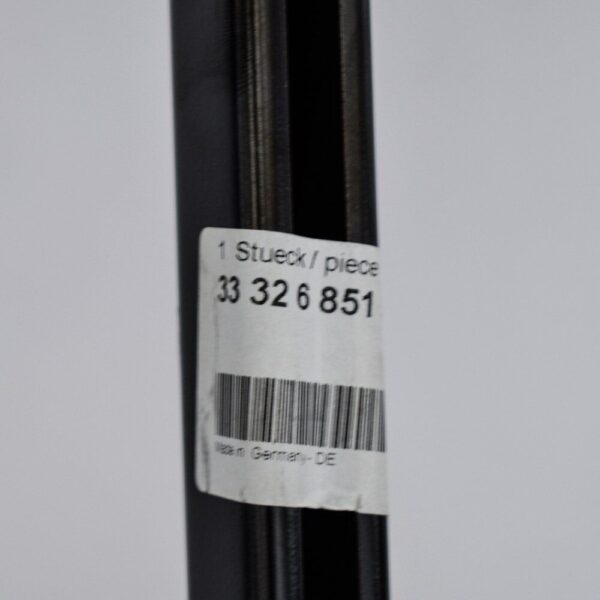 1 Stueck / piece
33 32 6 851
Made in Germany - DE